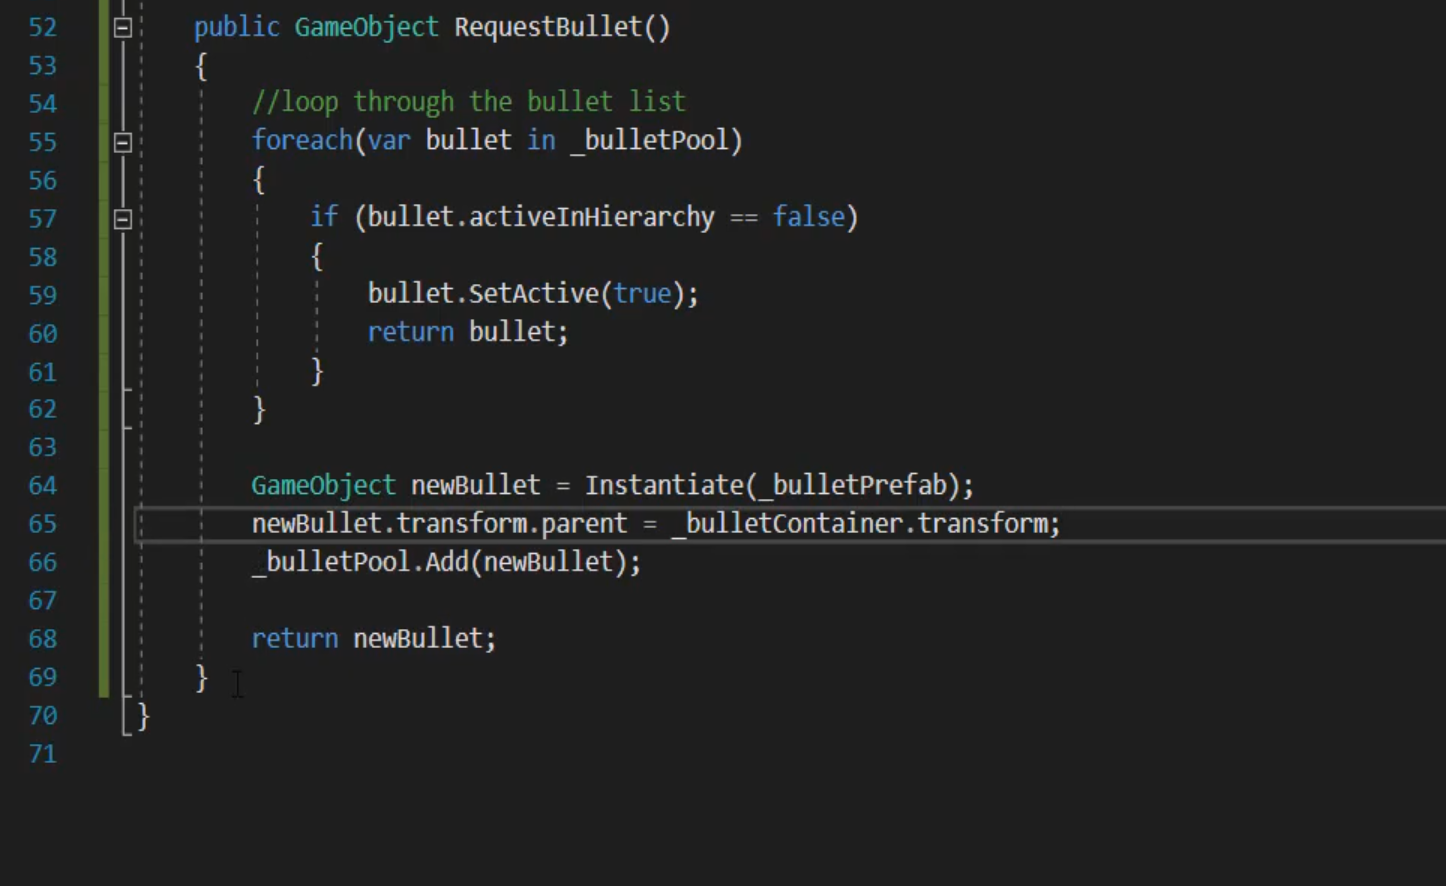 52 public GameObject RequestBullet()
53 {
54 //loop through the bullet list
55 foreach(var bullet in _bulletPool)
56 {
57 if (bullet.activeInHierarchy == false)
58 {
59 bullet.SetActive(true);
60 return bullet;
61 }
62 }
63
64 GameObject newBullet = Instantiate(_bulletPrefab);
65 newBullet.transform.parent = _bulletContainer.transform;
66 _bulletPool.Add(newBullet);
67
68 return newBullet;
69 }
70 }
71